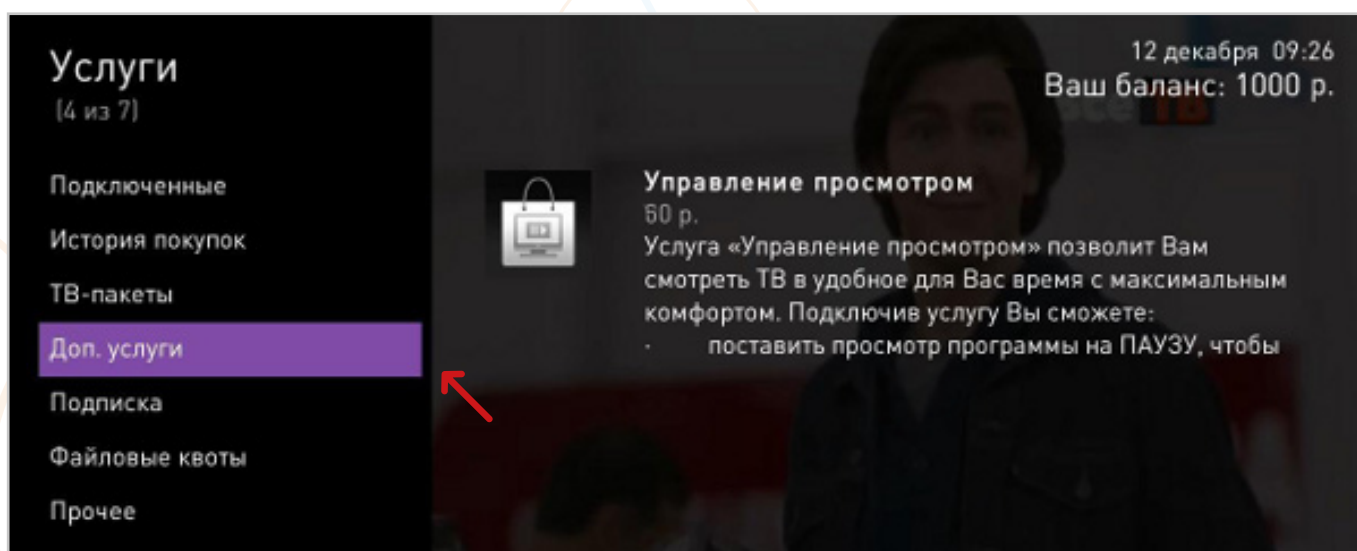 Услуги
(4 из 7)
12 декабря 09:26
Ваш баланс: 1000 р.
все ТВ
Подключенные
История покупок
ТВ-пакеты
Доп. услуги
Подписка
Файловые квоты
Прочее
Управление просмотром
60 р.
Услуга «Управление просмотром» позволит Вам
смотреть ТВ в удобное для Вас время с максимальным
комфортом. Подключив услугу Вы сможете:
· поставить просмотр программы на ПАУЗУ, чтобы